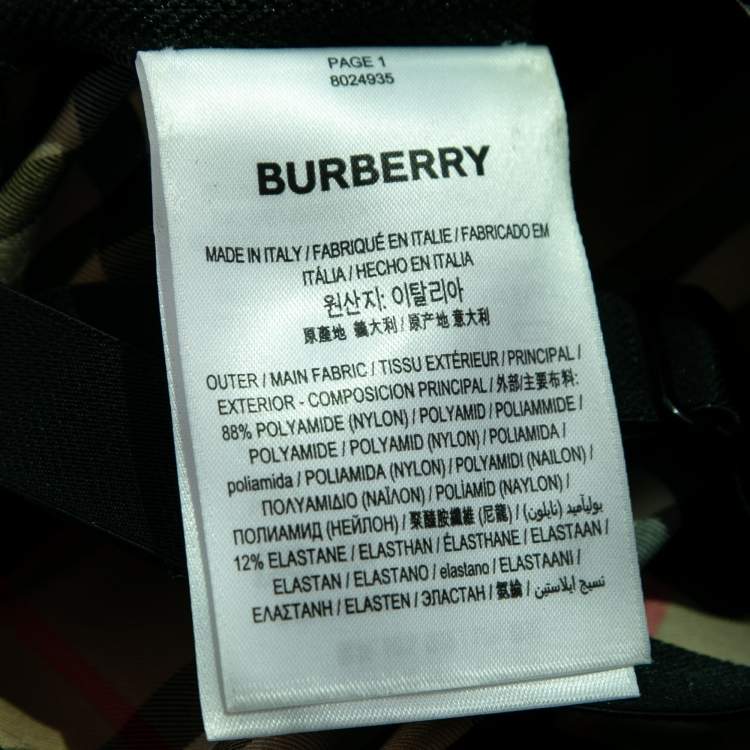 PAGE 1
8024935
BURBERRY
MADE IN ITALY / FABRIQUÉ EN ITALIE / FABRICADO EM
ITÁLIA / HECHO EN ITALIA
원산지: 이탈리아
原產地 義大利 / 原产地 意大利
OUTER / MAIN FABRIC / TISSU EXTÉRIEUR / PRINCIPAL /
EXTERIOR - COMPOSICION PRINCIPAL / 外部/主要布料:
88% POLYAMIDE (NYLON) / POLYAMID / POLIAMMIDE /
POLYAMIDE / POLYAMID (NYLON) / POLIAMIDA /
poliamida / POLIAMIDA (NYLON) / POLYAMIDI (NAILON) /
ΠΟΛΥΑΜΙΔΙΟ (ΝΑΪΛΟΝ) / POLÍAMÍD (NAYLON) /
ПОЛИАМИД (НЕЙЛОН) / 聚醯胺纖維 (尼龍) / بوليآميد (نايلون) /
12% ELASTANE / ELASTHAN / ÉLASTHANE / ELASTAAN /
ELASTAN / ELASTANO / elastano / ELASTAANI /
ΕΛΑΣΤΑΝΗ / ELASTEN / ЭЛАСТАН / 氨綸 / نسيج ايلاستين /